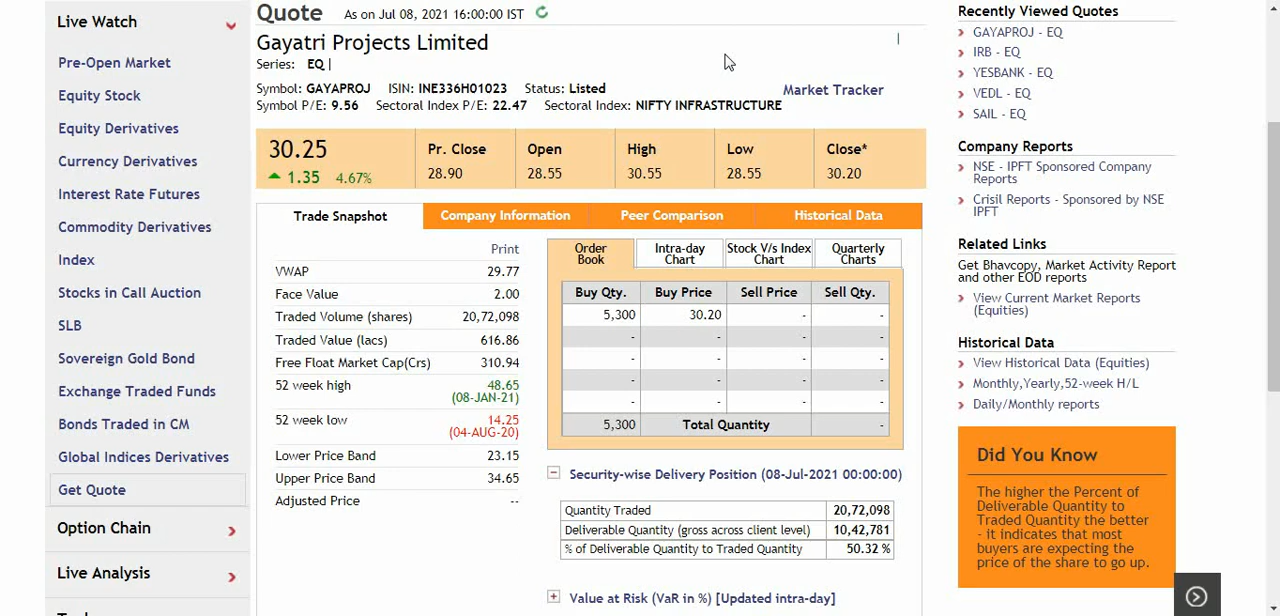 Live Watch
Pre-Open Market
Equity Stock
Equity Derivatives
Currency Derivatives
Interest Rate Futures
Commodity Derivatives
Index
Stocks in Call Auction
SLB
Sovereign Gold Bond
Exchange Traded Funds
Bonds Traded in CM
Global Indices Derivatives
Get Quote
Option Chain
Live Analysis
Quote As on Jul 08, 2021 16:00:00 IST
Gayatri Projects Limited
Series: EQ |
Symbol: GAYAPROJ ISIN: INE336H01023 Status: Listed
Symbol P/E: 9.56 Sectoral Index P/E: 22.47 Sectoral Index: NIFTY INFRASTRUCTURE
Market Tracker
30.25 Pr. Close Open High Low Close*
1.35 4.67% 28.90 28.55 30.55 28.55 30.20
Trade Snapshot Company Information Peer Comparison Historical Data
Print
VWAP 29.77
Face Value 2.00
Traded Volume (shares) 20,72,098
Traded Value (lacs) 616.86
Free Float Market Cap(Crs) 310.94
52 week high 48.65
(08-JAN-21)
52 week low 14.25
(04-AUG-20)
Lower Price Band 23.15
Upper Price Band 34.65
Adjusted Price --
Order Intra-day Stock V/s Index Quarterly
Book Chart Chart Charts
Buy Qty. Buy Price Sell Price Sell Qty.
5,300 30.20 - -
- - - -
- - - -
- - - -
- - - -
5,300 Total Quantity -
Security-wise Delivery Position (08-Jul-2021 00:00:00)
Quantity Traded 20,72,098
Deliverable Quantity (gross across client level) 10,42,781
% of Deliverable Quantity to Traded Quantity 50.32 %
Value at Risk (VaR in %) [Updated intra-day]
Recently Viewed Quotes
GAYAPROJ - EQ
IRB - EQ
YESBANK - EQ
VEDL - EQ
SAIL - EQ
Company Reports
NSE - IPFT Sponsored Company
Reports
Crisil Reports - Sponsored by NSE
IPFT
Related Links
Get Bhavcopy, Market Activity Report
and other EOD reports
View Current Market Reports
(Equities)
Historical Data
View Historical Data (Equities)
Monthly,Yearly,52-week H/L
Daily/Monthly reports
Did You Know
The higher the Percent of
Deliverable Quantity to
Traded Quantity the better
- it indicates that most
buyers are expecting the
price of the share to go up.